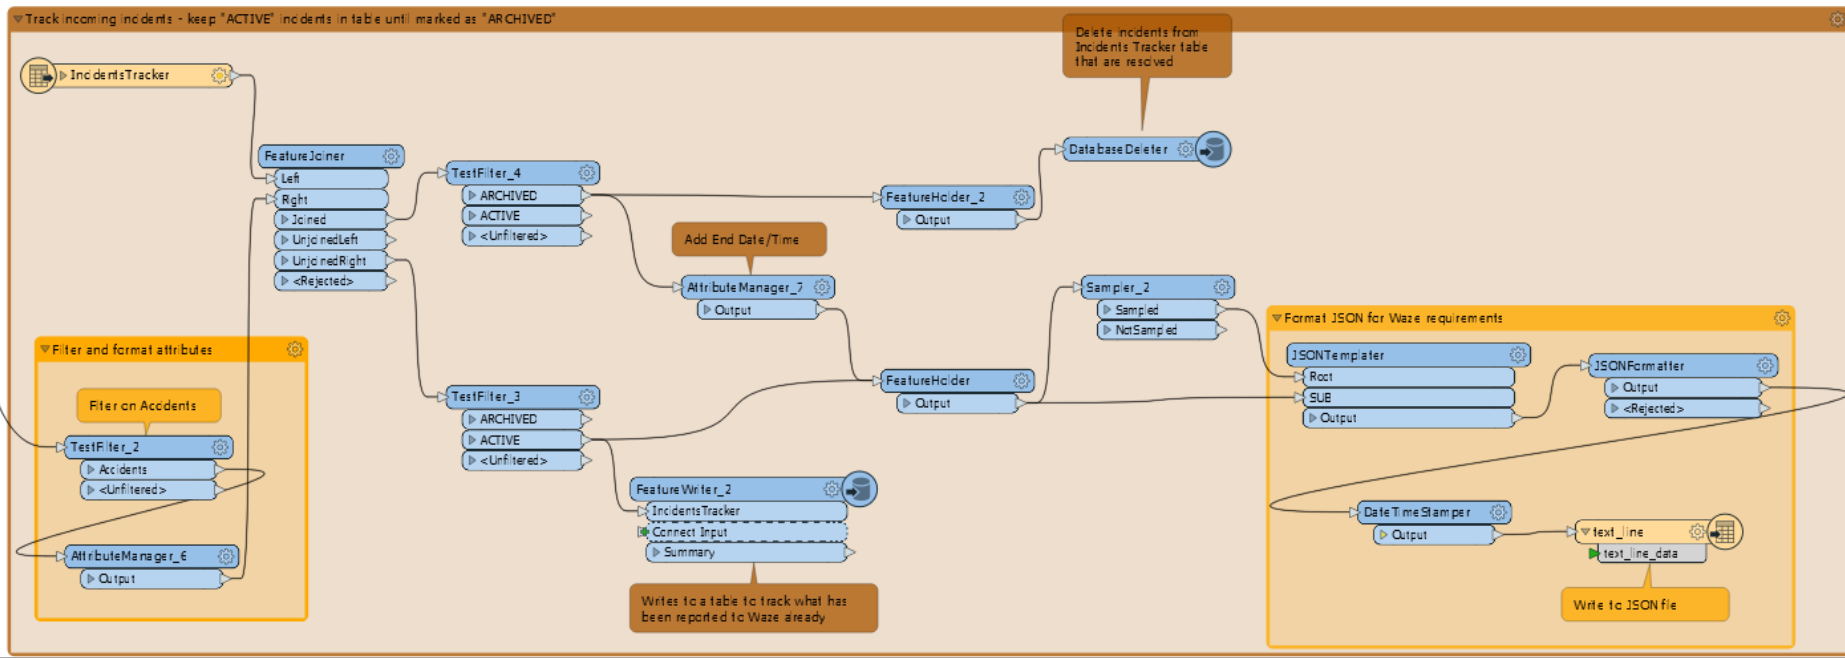 Track incoming incidents - keep "ACTIVE" incidents in table until marked as "ARCHIVED"
Delete incidents from
Incidents Tracker table
that are resolved
IncidentsTracker
DatabaseDeleter
FeatureJoiner
Left
Right
Joined
UnjoinedLeft
UnjoinedRight
<Rejected>
TestFilter_4
ARCHIVED
ACTIVE
<Unfiltered>
FeatureHolder_2
Output
Add End Date/Time
AttributeManager_7
Output
Sampler_2
Sampled
NotSampled
Filter and format attributes
Filter on Accidents
TestFilter_2
Accidents
<Unfiltered>
AttributeManager_6
Output
TestFilter_3
ARCHIVED
ACTIVE
<Unfiltered>
FeatureHolder
Output
FeatureWriter_2
IncidentsTracker
Connect Input
Summary
Writes to a table to track what has
been reported to Waze already
Format JSON for Waze requirements
JSONTemplater
Root
SUB
Output
JSONFormatter
Output
<Rejected>
DateTimeStamper
Output
text_line
text_line_data
Write to JSON file